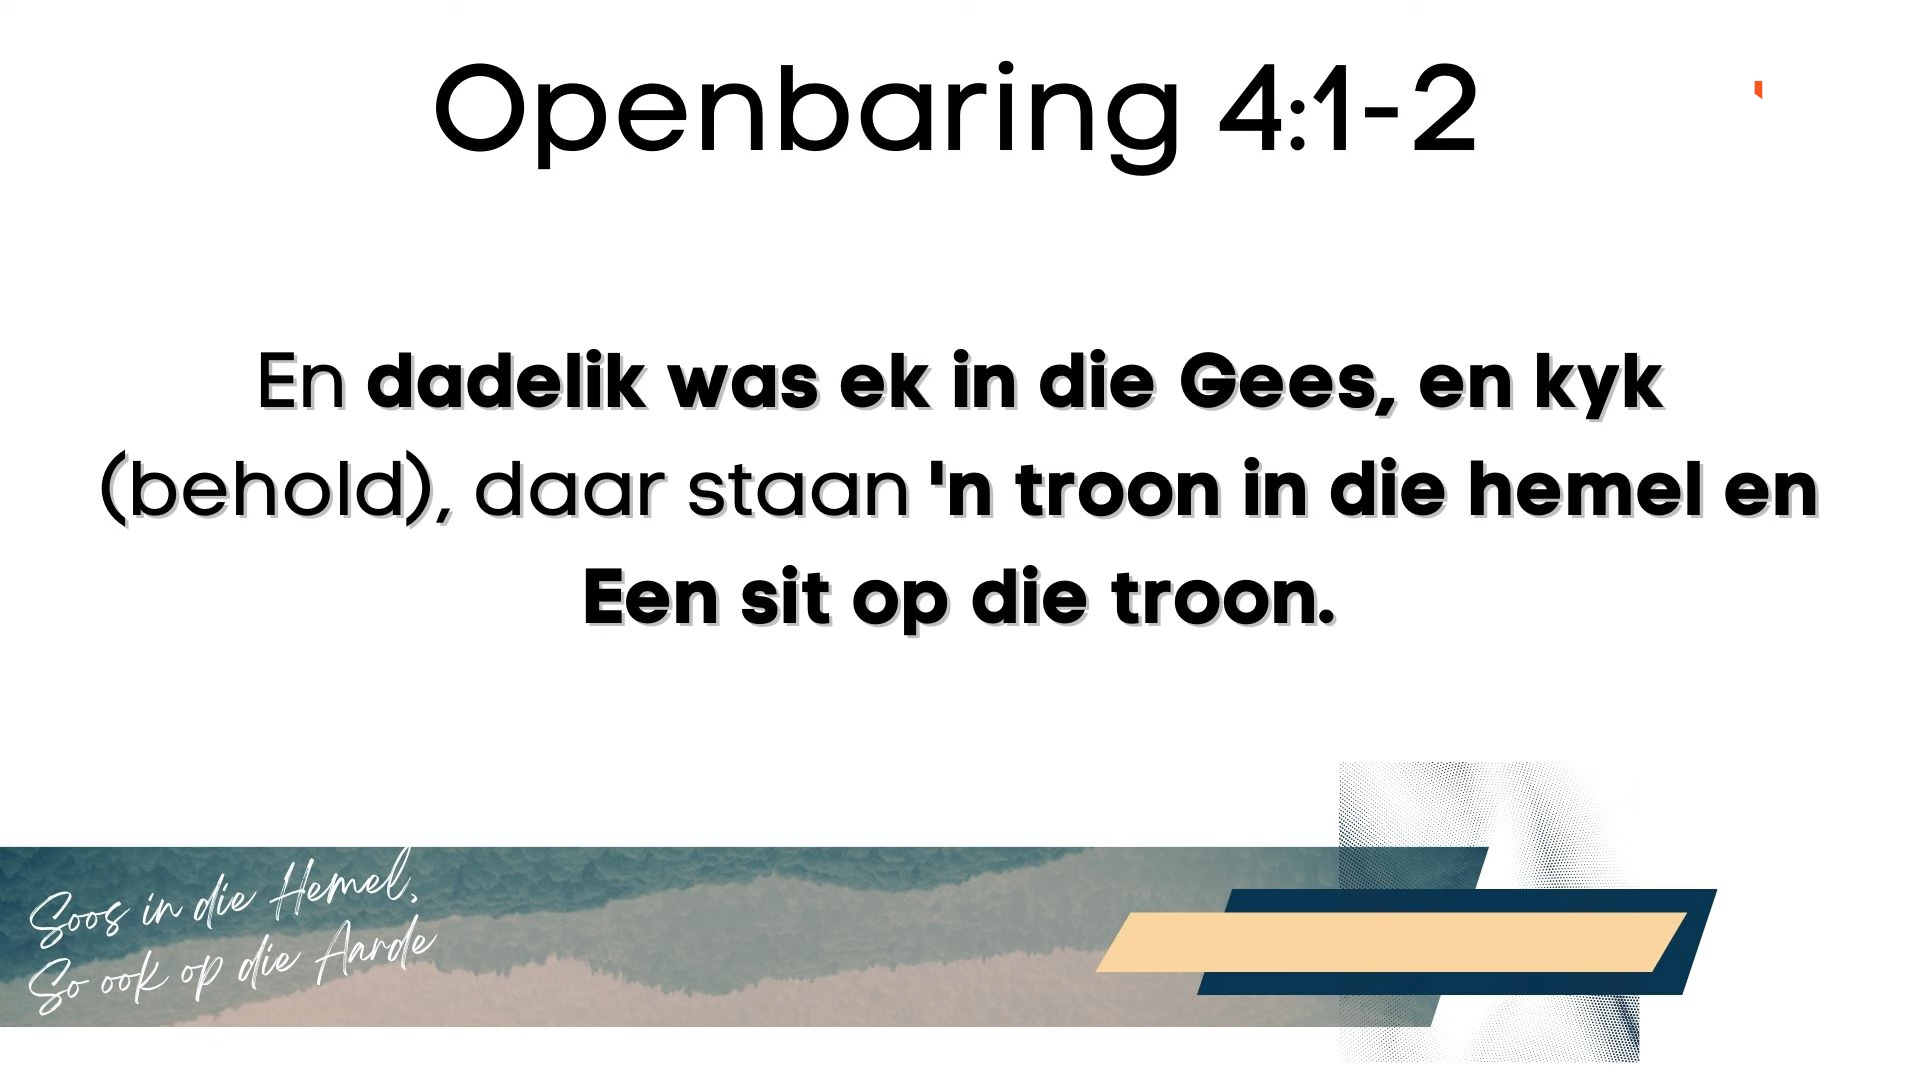 Openbaring 4:1-2
En dadelik was ek in die Gees, en kyk
(behold), daar staan 'n troon in die hemel en
Een sit op die troon.
Soos in die Hemel,
So ook op die Aarde